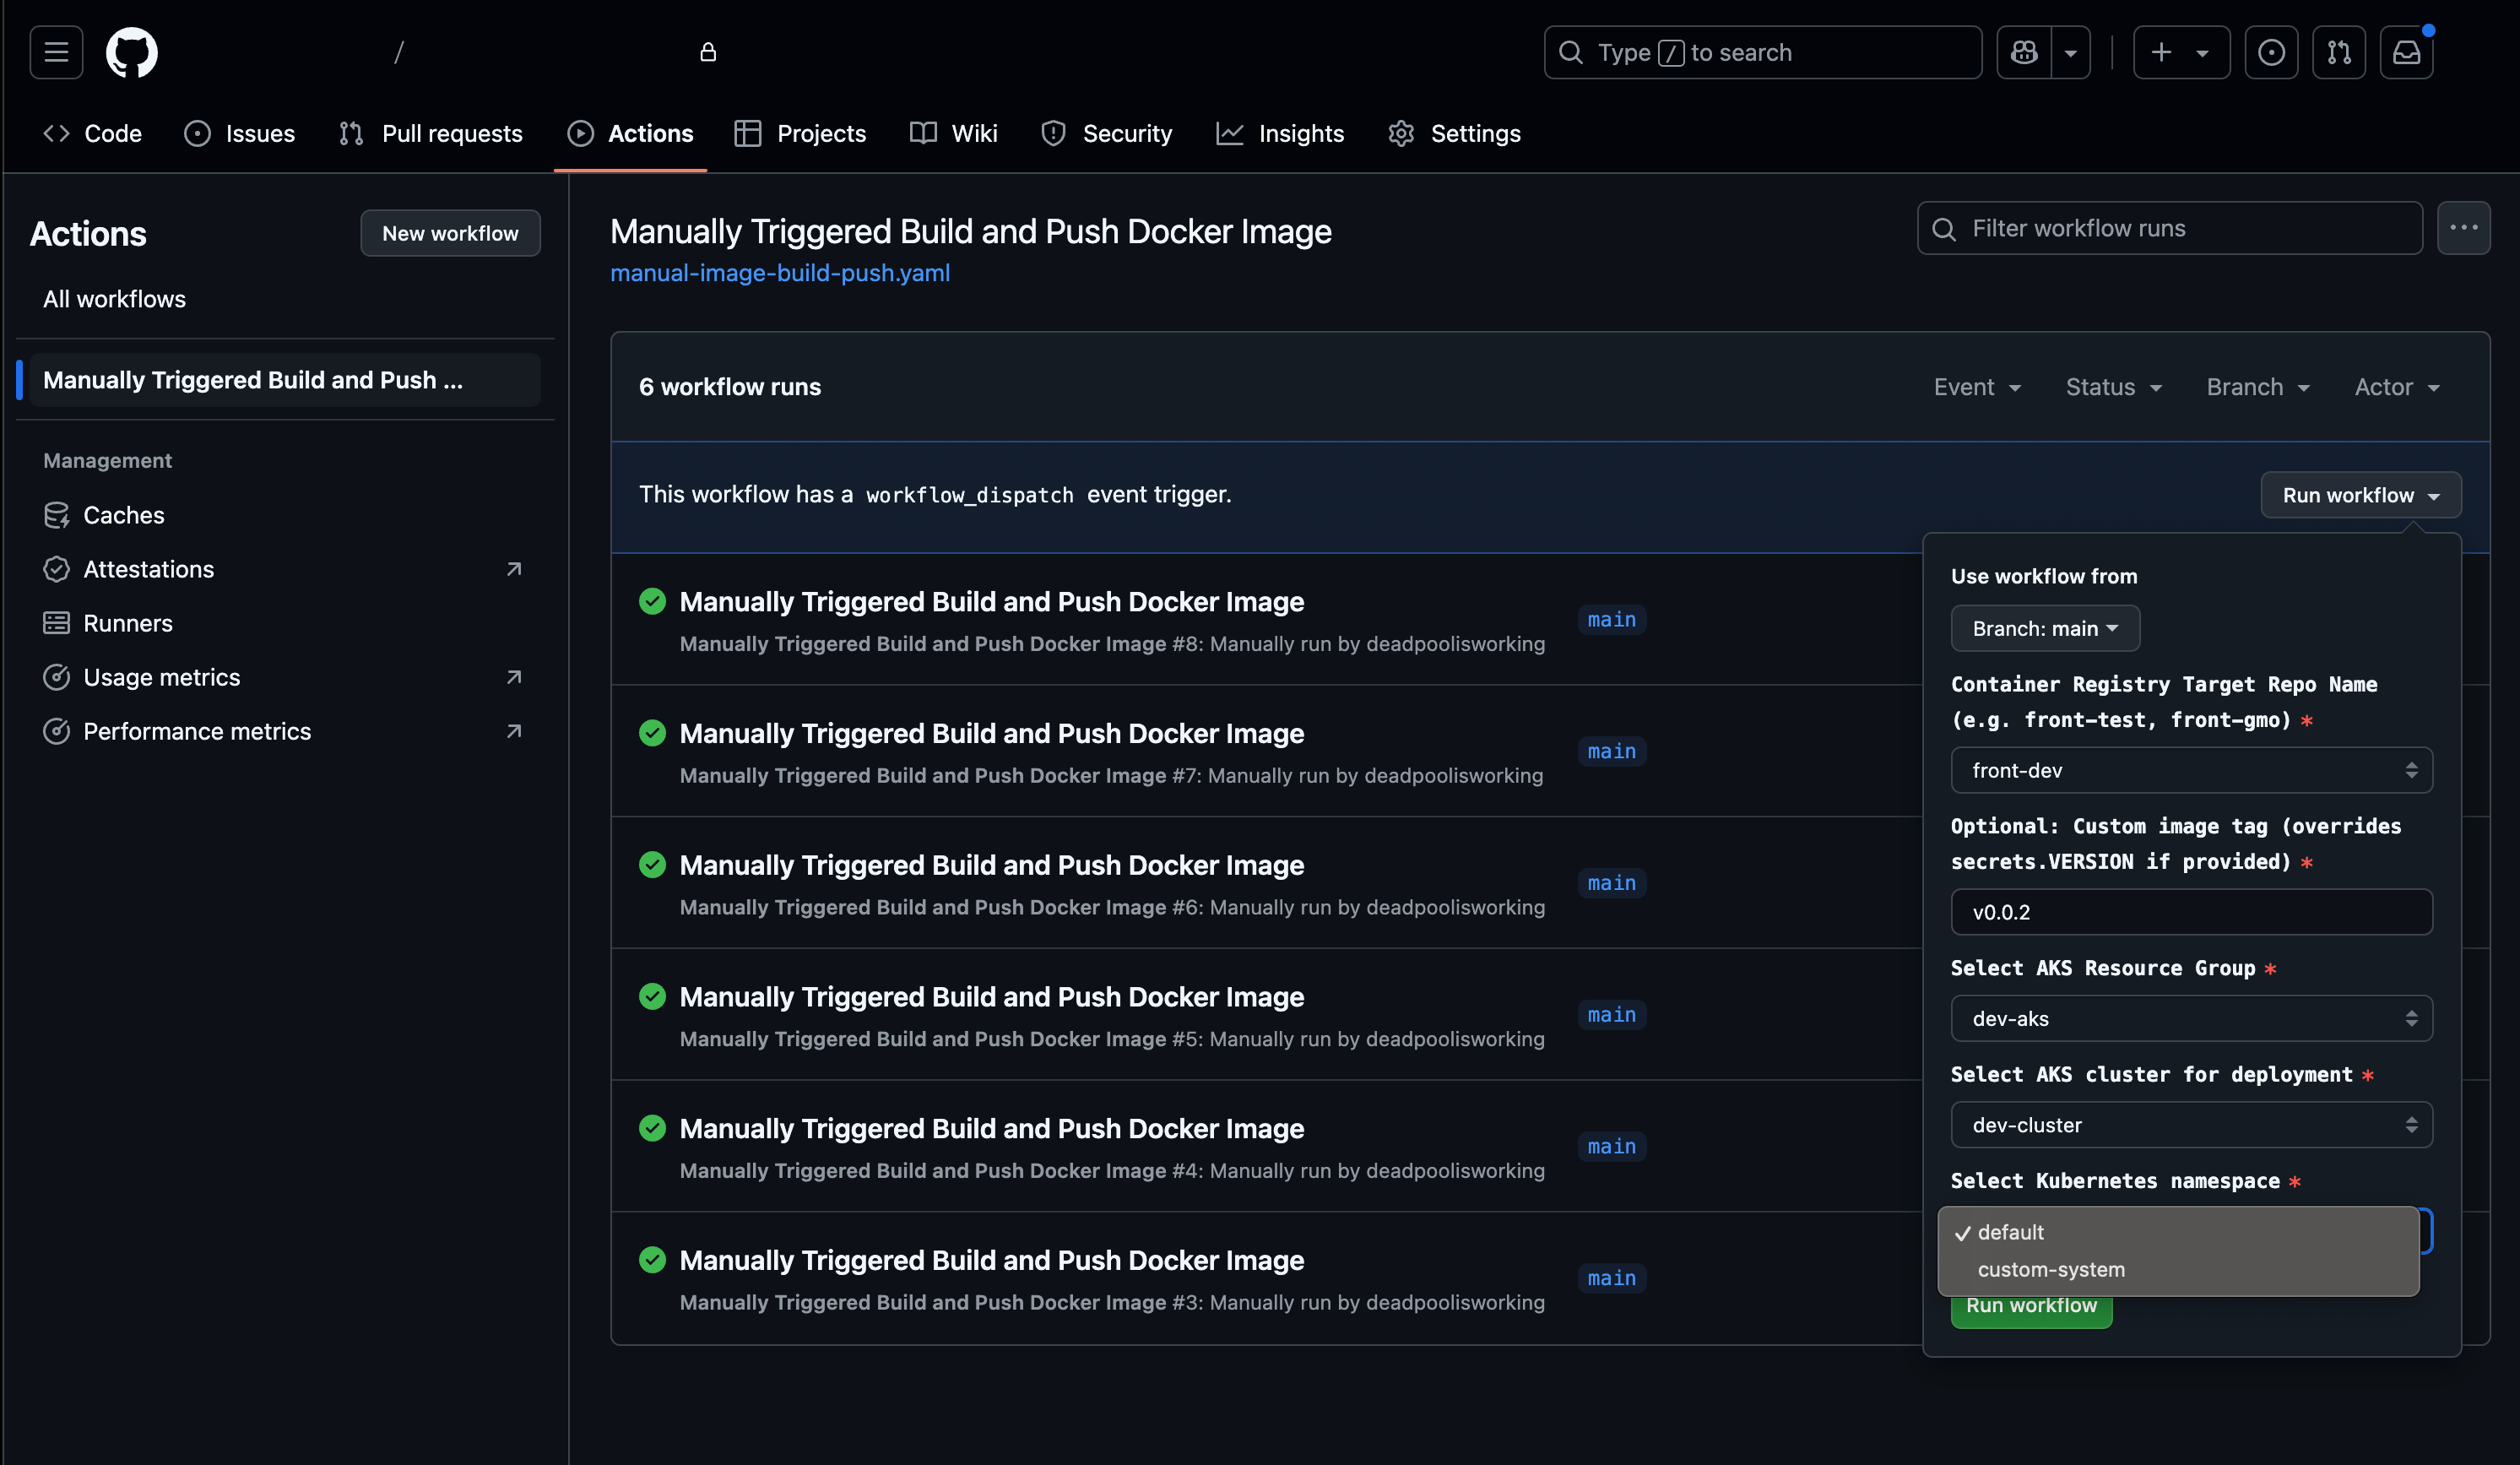 /
Type / to search
Code
Issues
Pull requests
Actions
Projects
Wiki
Security
Insights
Settings
Actions
New workflow
All workflows
Manually Triggered Build and Push ...
Management
Caches
Attestations
Runners
Usage metrics
Performance metrics
Manually Triggered Build and Push Docker Image
manual-image-build-push.yaml
Filter workflow runs
6 workflow runs
Event
Status
Branch
Actor
This workflow has a workflow_dispatch event trigger.
Run workflow
Manually Triggered Build and Push Docker Image
Manually Triggered Build and Push Docker Image #8: Manually run by deadpoolisworking
main
Manually Triggered Build and Push Docker Image
Manually Triggered Build and Push Docker Image #7: Manually run by deadpoolisworking
main
Manually Triggered Build and Push Docker Image
Manually Triggered Build and Push Docker Image #6: Manually run by deadpoolisworking
main
Manually Triggered Build and Push Docker Image
Manually Triggered Build and Push Docker Image #5: Manually run by deadpoolisworking
main
Manually Triggered Build and Push Docker Image
Manually Triggered Build and Push Docker Image #4: Manually run by deadpoolisworking
main
Manually Triggered Build and Push Docker Image
Manually Triggered Build and Push Docker Image #3: Manually run by deadpoolisworking
main
Use workflow from
Branch: main
Container Registry Target Repo Name
(e.g. front-test, front-gmo) *
front-dev
Optional: Custom image tag (overrides
secrets.VERSION if provided) *
v0.0.2
Select AKS Resource Group *
dev-aks
Select AKS cluster for deployment *
dev-cluster
Select Kubernetes namespace *
✓ default
custom-system
Run workflow